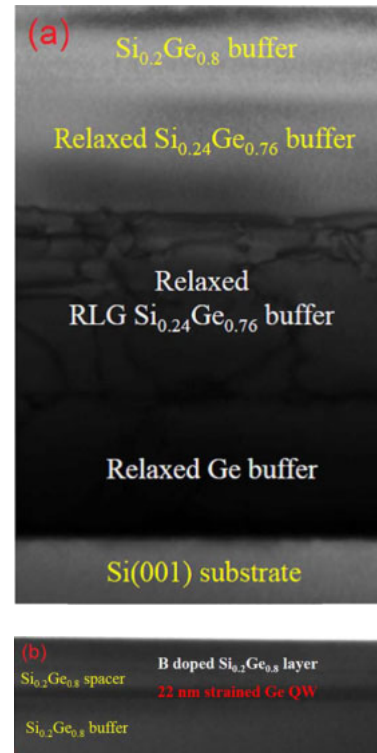 (a)
Si₀.₂Ge₀.₈ buffer
Relaxed Si₀.₂₄Ge₀.₇₆ buffer
Relaxed
RLG Si₀.₂₄Ge₀.₇₆ buffer
Relaxed Ge buffer
Si(001) substrate
(b)
B doped Si₀.₂Ge₀.₈ layer
Si₀.₂Ge₀.₈ spacer
22 nm strained Ge QW
Si₀.₂Ge₀.₈ buffer